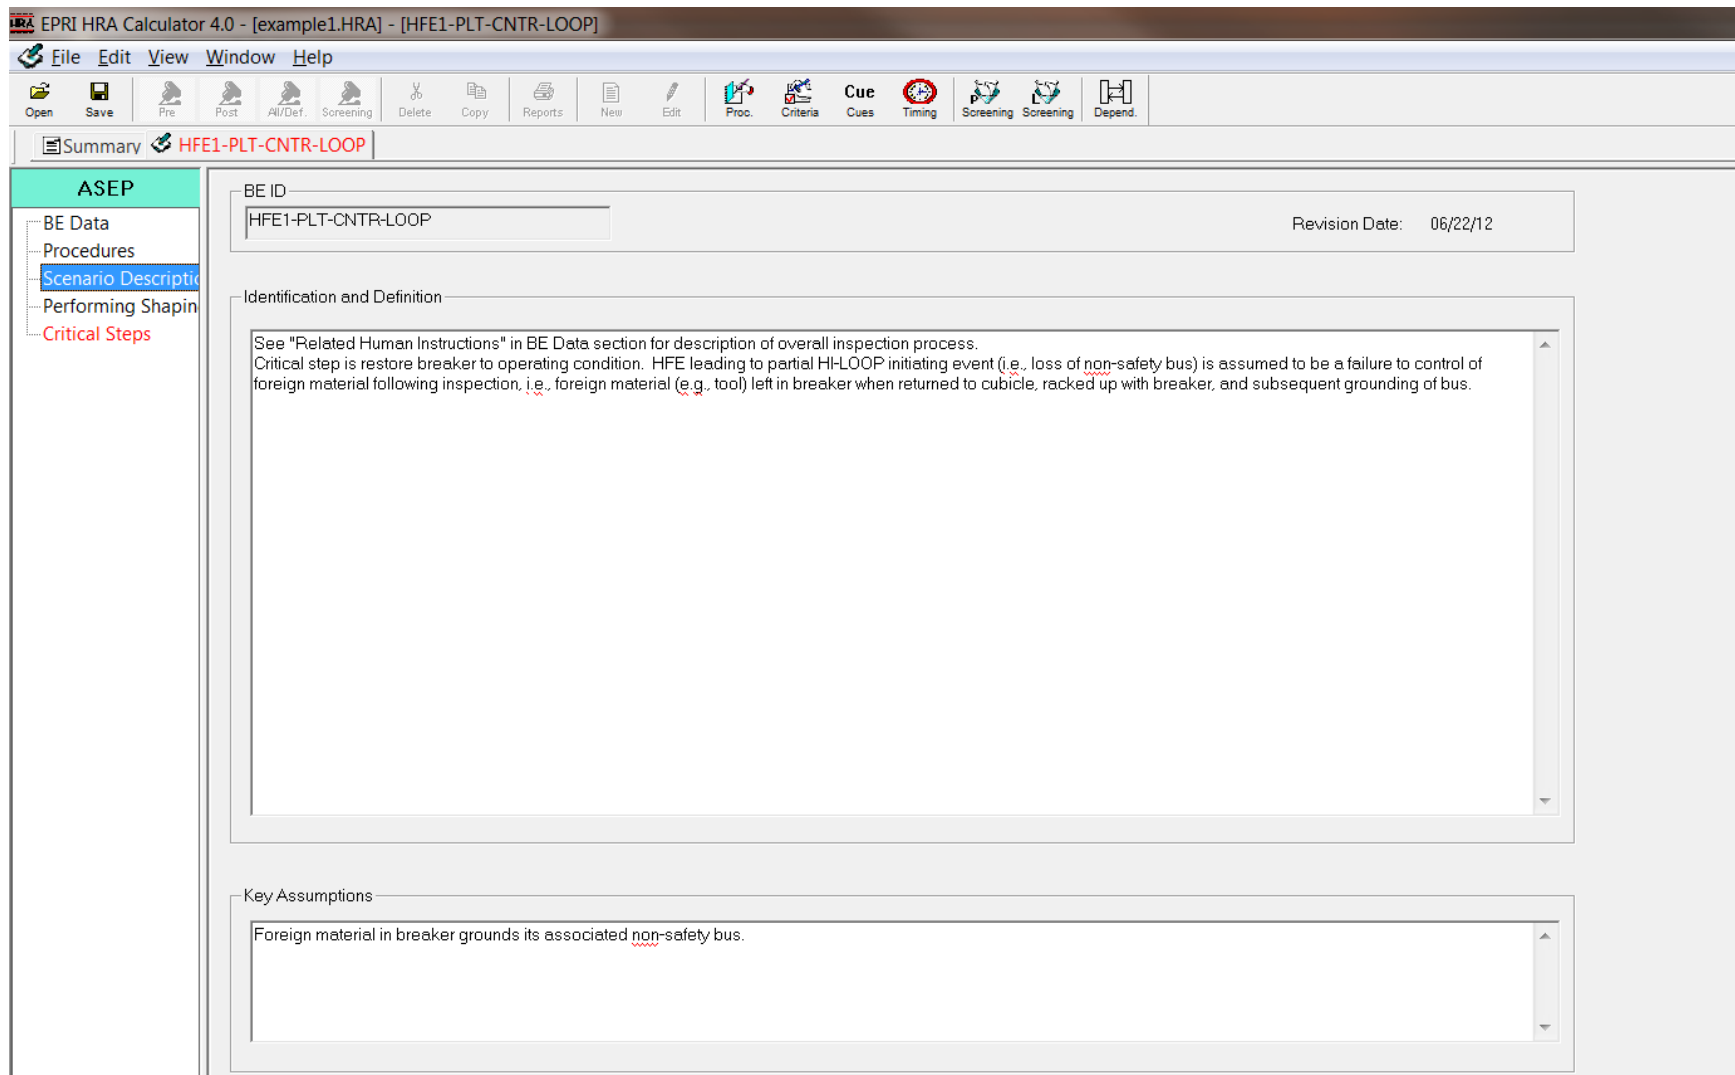 HRA EPRI HRA Calculator 4.0 - [example1.HRA] - [HFE1-PLT-CNTR-LOOP]
File Edit View Window Help
Cue
Open Save Pre Post All/Def. Screening Delete Copy Reports New Edit Proc. Criteria Cues Timing Screening Screening Depend.
Summary HFE1-PLT-CNTR-LOOP
ASEP
BE Data
Procedures
Scenario Descriptio
Performing Shapin
Critical Steps
BE ID
HFE1-PLT-CNTR-LOOP
Revision Date: 06/22/12
Identification and Definition
See "Related Human Instructions" in BE Data section for description of overall inspection process.
Critical step is restore breaker to operating condition. HFE leading to partial HI-LOOP initiating event (i.e., loss of non-safety bus) is assumed to be a failure to control of
foreign material following inspection, i.e., foreign material (e.g., tool) left in breaker when returned to cubicle, racked up with breaker, and subsequent grounding of bus.
Key Assumptions
Foreign material in breaker grounds its associated non-safety bus.